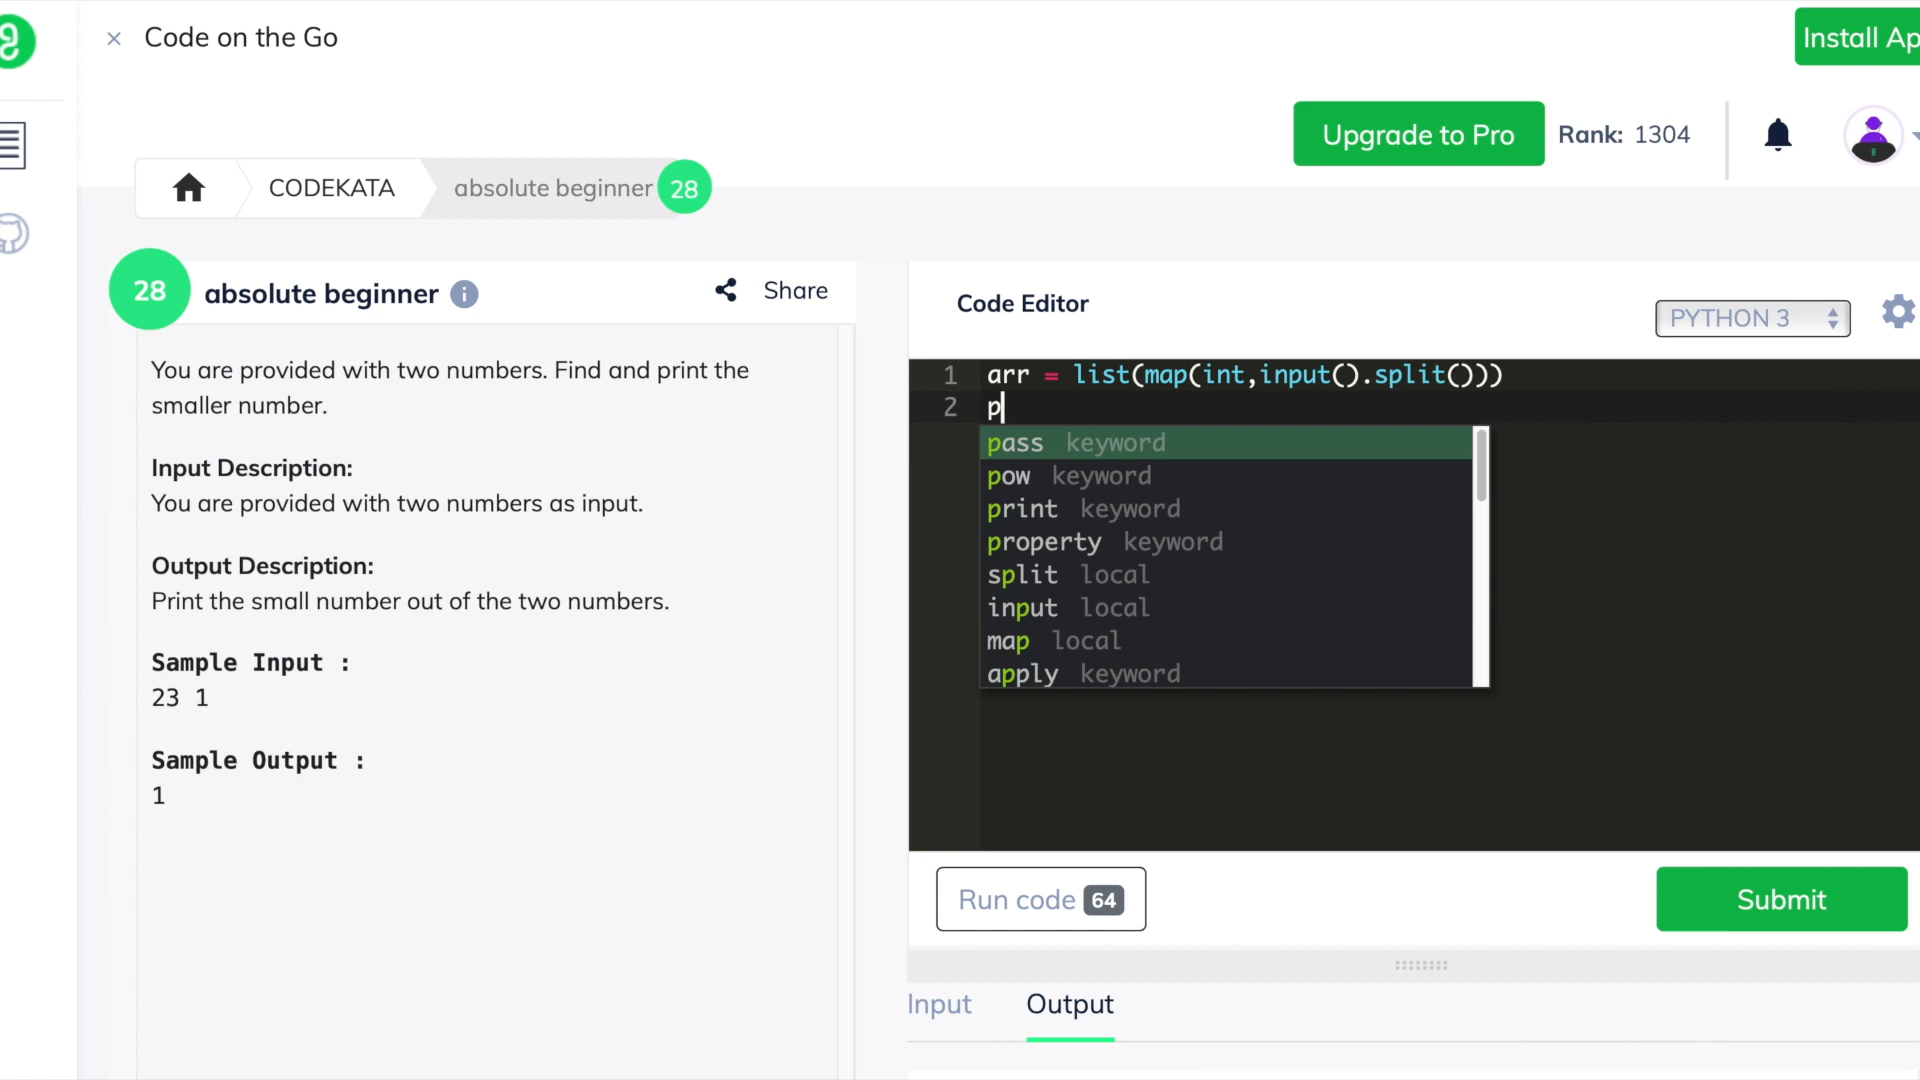 Code on the Go
Install Ap
Upgrade to Pro
Rank: 1304
CODEKATA
absolute beginner 28
28 absolute beginner
Share
You are provided with two numbers. Find and print the
smaller number.
Input Description:
You are provided with two numbers as input.
Output Description:
Print the small number out of the two numbers.
Sample Input :
23 1
Sample Output :
1
Code Editor
PYTHON 3
1 arr = list(map(int,input().split()))
2 p
pass keyword
pow keyword
print keyword
property keyword
split local
input local
map local
apply keyword
Run code 64
Submit
Input
Output